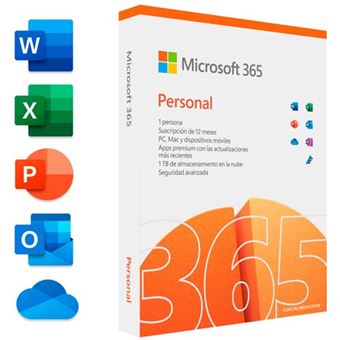 W
X
P
O
Microsoft 365
Personal
1 persona
Suscripción de 12 meses
PC, Mac y dispositivos móviles
Apps premium con las actualizaciones
más recientes
1 TB de almacenamiento en la nube
Seguridad avanzada
365
Microsoft 365
Personal